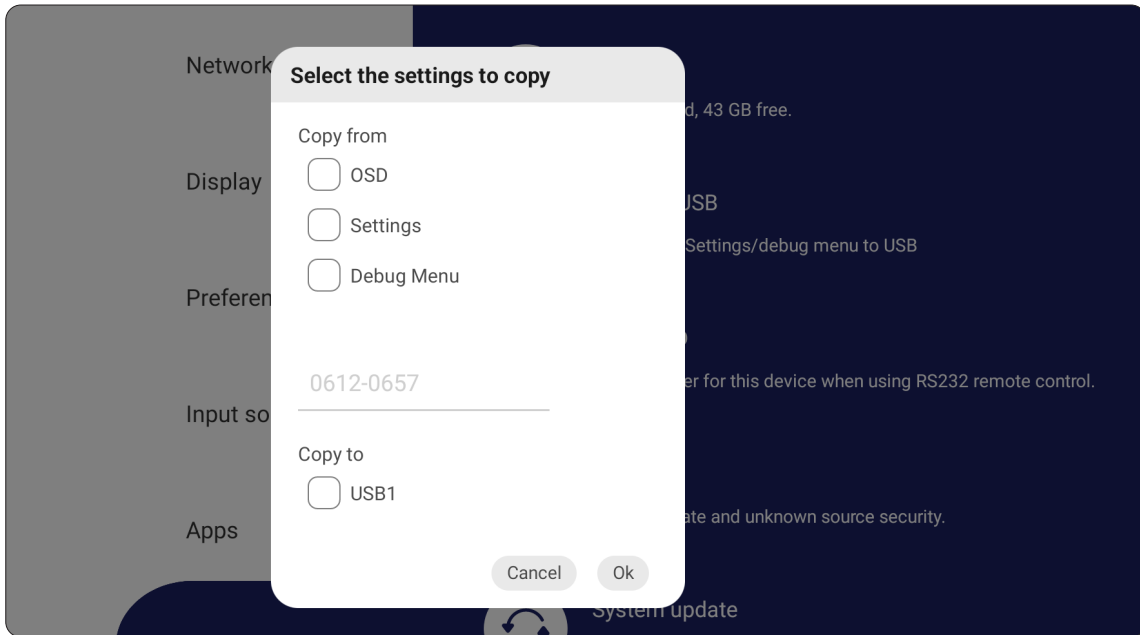 Network
Display
Preferen
Input so
Apps
Select the settings to copy
Copy from
OSD
Settings
Debug Menu
0612-0657
Copy to
USB1
Cancel
Ok
d, 43 GB free.
USB
Settings/debug menu to USB
er for this device when using RS232 remote control.
ate and unknown source security.
System update